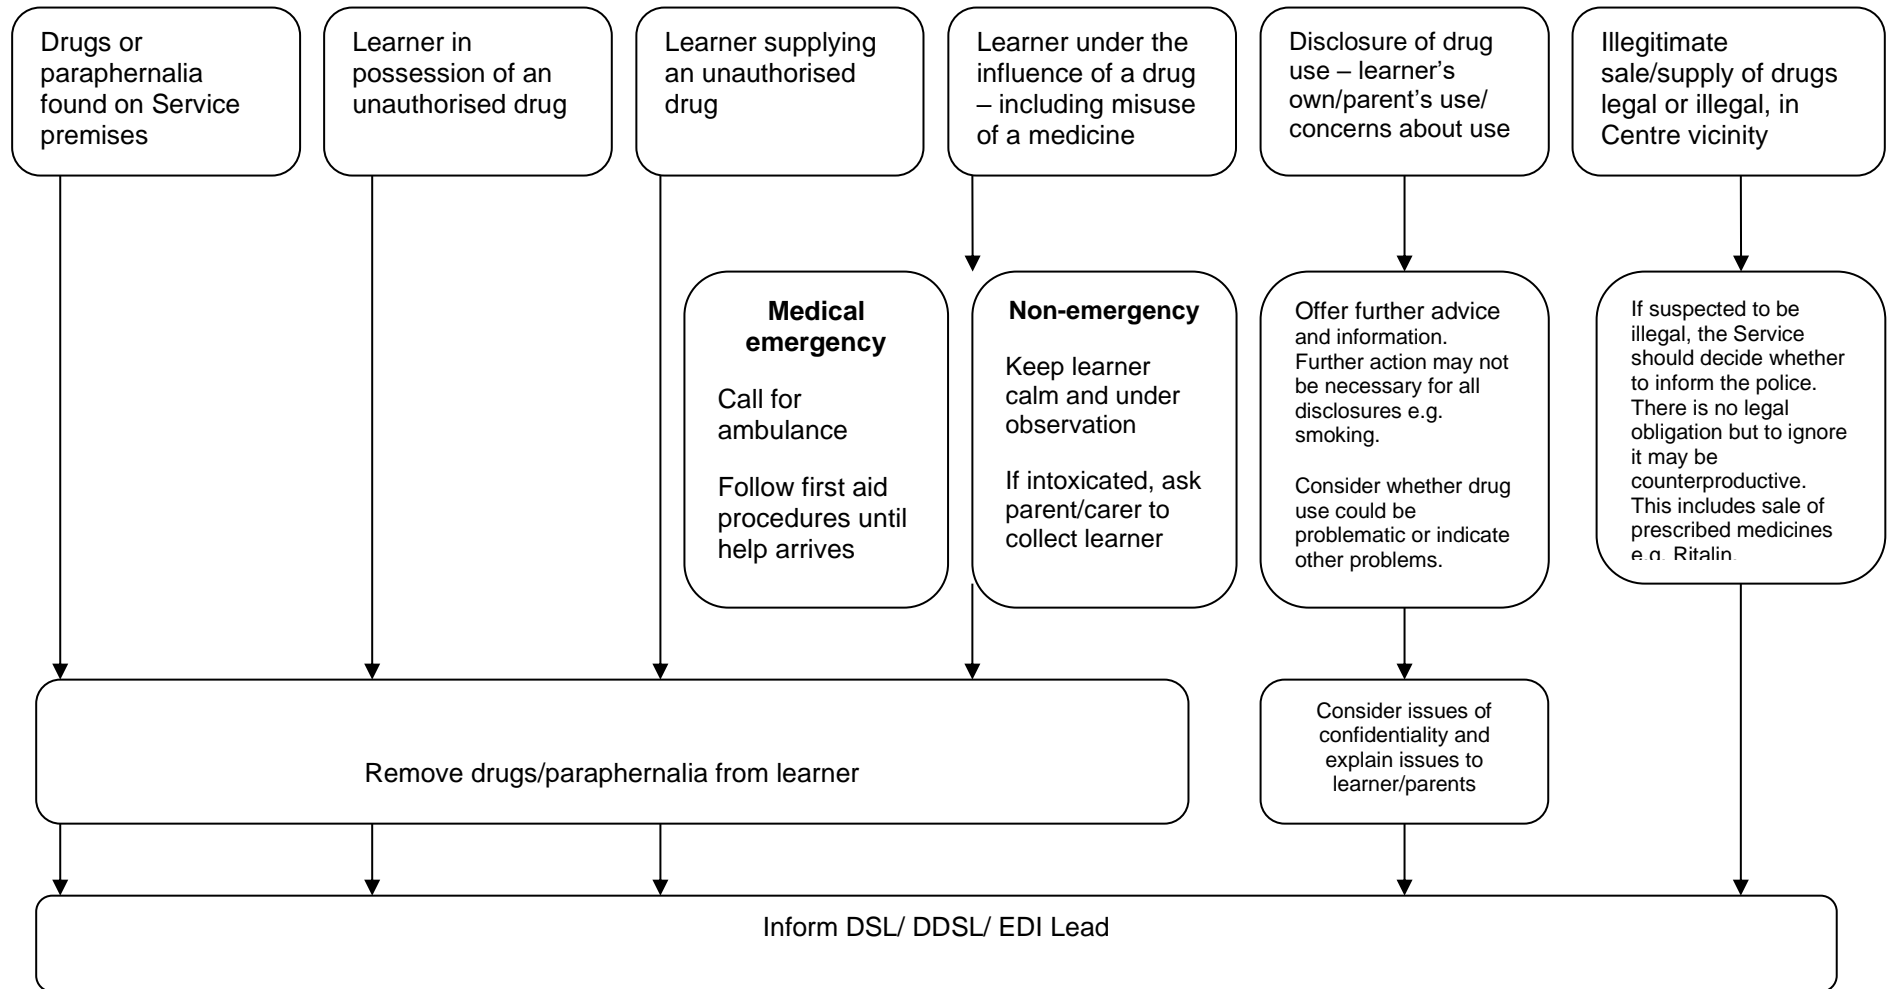 Drugs or
paraphernalia
found on Service
premises
Learner in
possession of an
unauthorised drug
Learner supplying
an unauthorised
drug
Learner under the
influence of a drug
– including misuse
of a medicine
Disclosure of drug
use – learner's
own/parent's use/
concerns about use
Illegitimate
sale/supply of drugs
legal or illegal, in
Centre vicinity
Medical
emergency
Call for
ambulance
Follow first aid
procedures until
help arrives
Non-emergency
Keep learner
calm and under
observation
If intoxicated, ask
parent/carer to
collect learner
Offer further advice
and information.
Further action may not
be necessary for all
disclosures e.g.
smoking.
Consider whether drug
use could be
problematic or indicate
other problems.
If suspected to be
illegal, the Service
should decide whether
to inform the police.
There is no legal
obligation but to ignore
it may be
counterproductive.
This includes sale of
prescribed medicines
e.g. Ritalin.
Remove drugs/paraphernalia from learner
Consider issues of
confidentiality and
explain issues to
learner/parents
Inform DSL/ DDSL/ EDI Lead